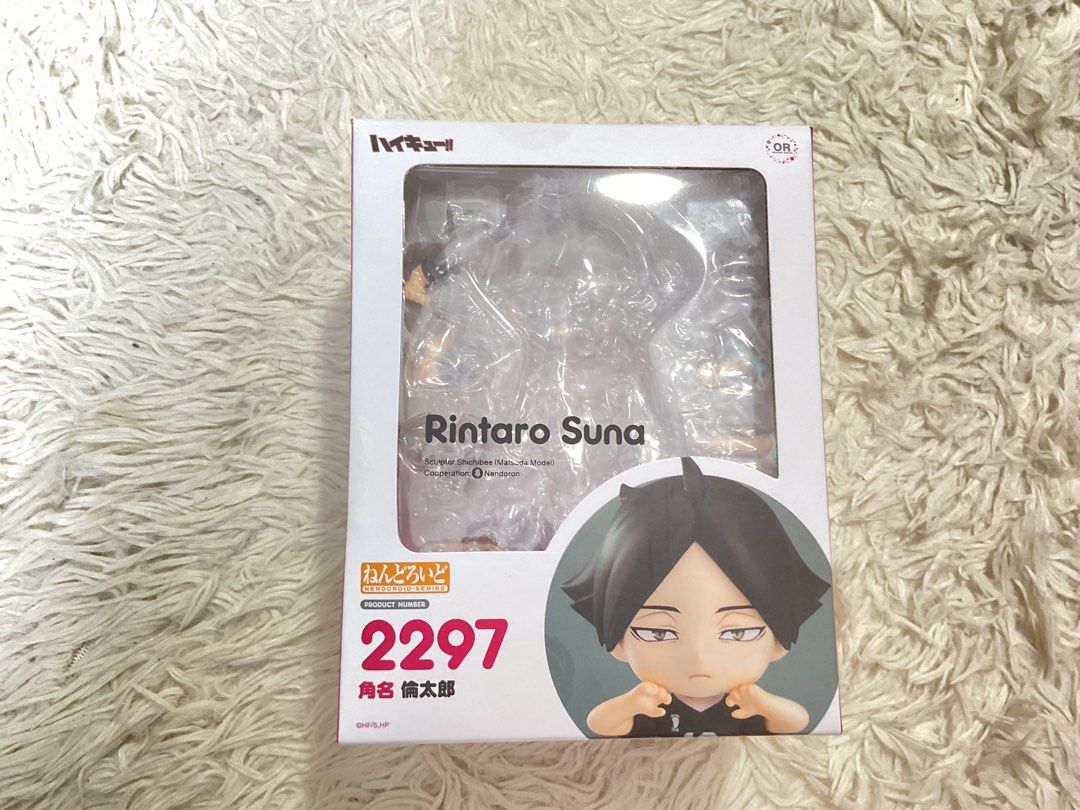 ハイキュー!!
OR
Rintaro Suna
Sculptor:Shichibee (Matsuda Model)
Cooperation: Nendoron
ねんどろいど
NENDOROID-SERIES
PRODUCT NUMBER
2297
角名 倫太郎
©HF/S,HP